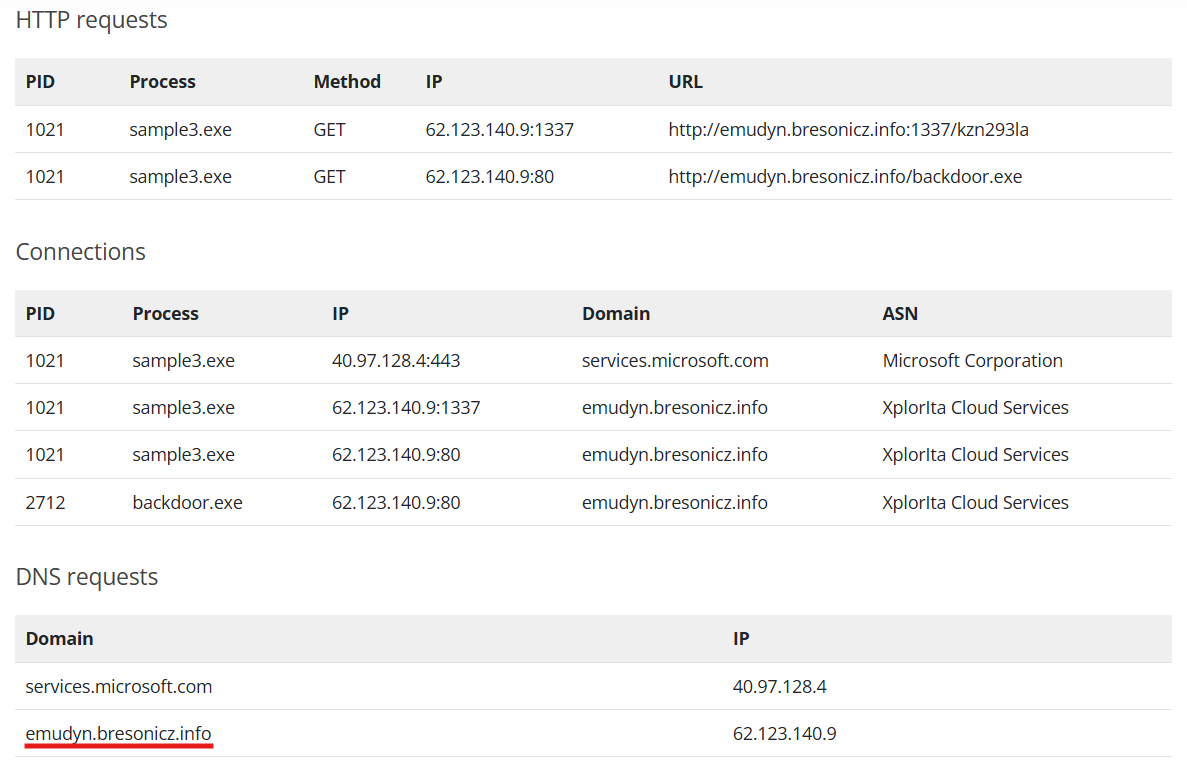 HTTP requests
PID Process Method IP URL
1021 sample3.exe GET 62.123.140.9:1337 http://emudyn.bresonicz.info:1337/kzn293la
1021 sample3.exe GET 62.123.140.9:80 http://emudyn.bresonicz.info/backdoor.exe
Connections
PID Process IP Domain ASN
1021 sample3.exe 40.97.128.4:443 services.microsoft.com Microsoft Corporation
1021 sample3.exe 62.123.140.9:1337 emudyn.bresonicz.info XplorIta Cloud Services
1021 sample3.exe 62.123.140.9:80 emudyn.bresonicz.info XplorIta Cloud Services
2712 backdoor.exe 62.123.140.9:80 emudyn.bresonicz.info XplorIta Cloud Services
DNS requests
Domain IP
services.microsoft.com 40.97.128.4
emudyn.bresonicz.info 62.123.140.9